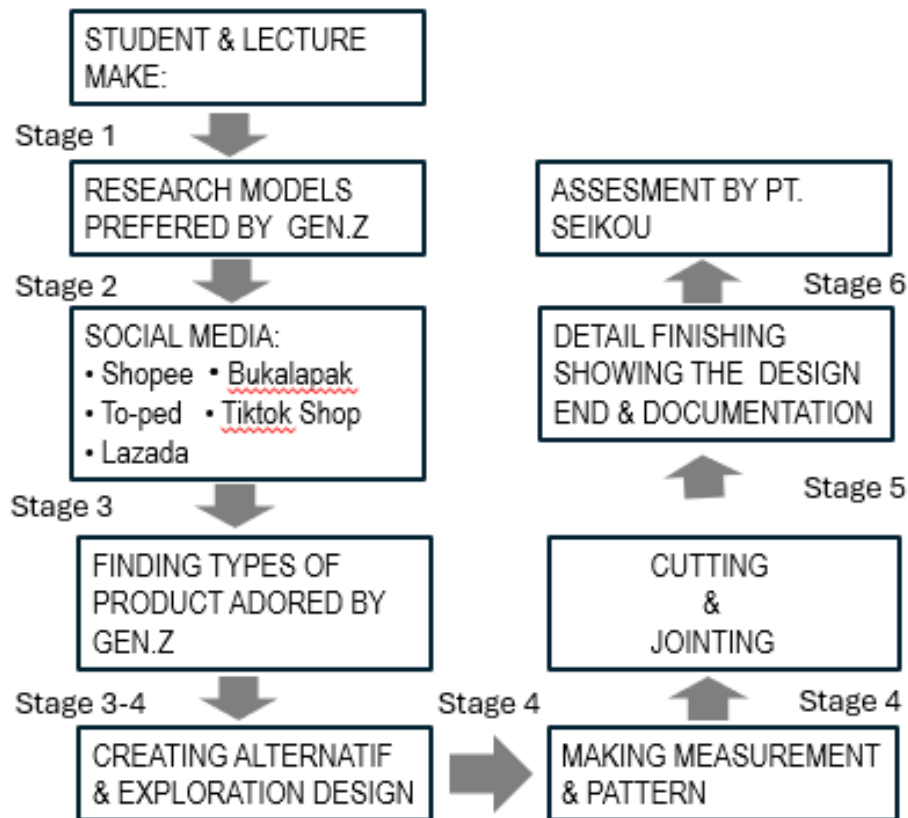 STUDENT & LECTURE
MAKE:
Stage 1
RESEARCH MODELS
PREFERED BY GEN.Z
Stage 2
SOCIAL MEDIA:
• Shopee • Bukalapak
• To-ped • Tiktok Shop
• Lazada
Stage 3
FINDING TYPES OF
PRODUCT ADORED BY
GEN.Z
Stage 3-4
CREATING ALTERNATIF
& EXPLORATION DESIGN
Stage 4
MAKING MEASUREMENT
& PATTERN
Stage 4
CUTTING
&
JOINTING
Stage 5
DETAIL FINISHING
SHOWING THE DESIGN
END & DOCUMENTATION
Stage 6
ASSESMENT BY PT.
SEIKOU